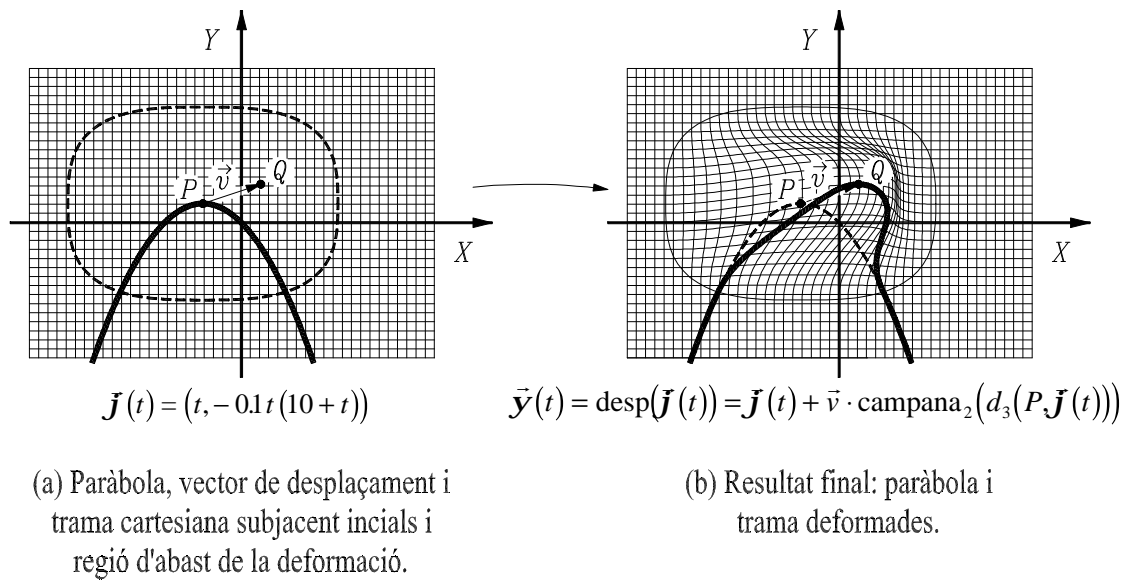 Y
P
v⃗
Q
X
j⃗(t) = (t, − 0.1t(10 + t))
(a) Paràbola, vector de desplaçament i
trama cartesiana subjacent incials i
regió d'abast de la deformació.
Y
P
v⃗
Q
X
y⃗(t) = desp(j⃗(t)) = j⃗(t) + v⃗ · campana₂(d₃(P, j⃗(t)))
(b) Resultat final: paràbola i
trama deformades.